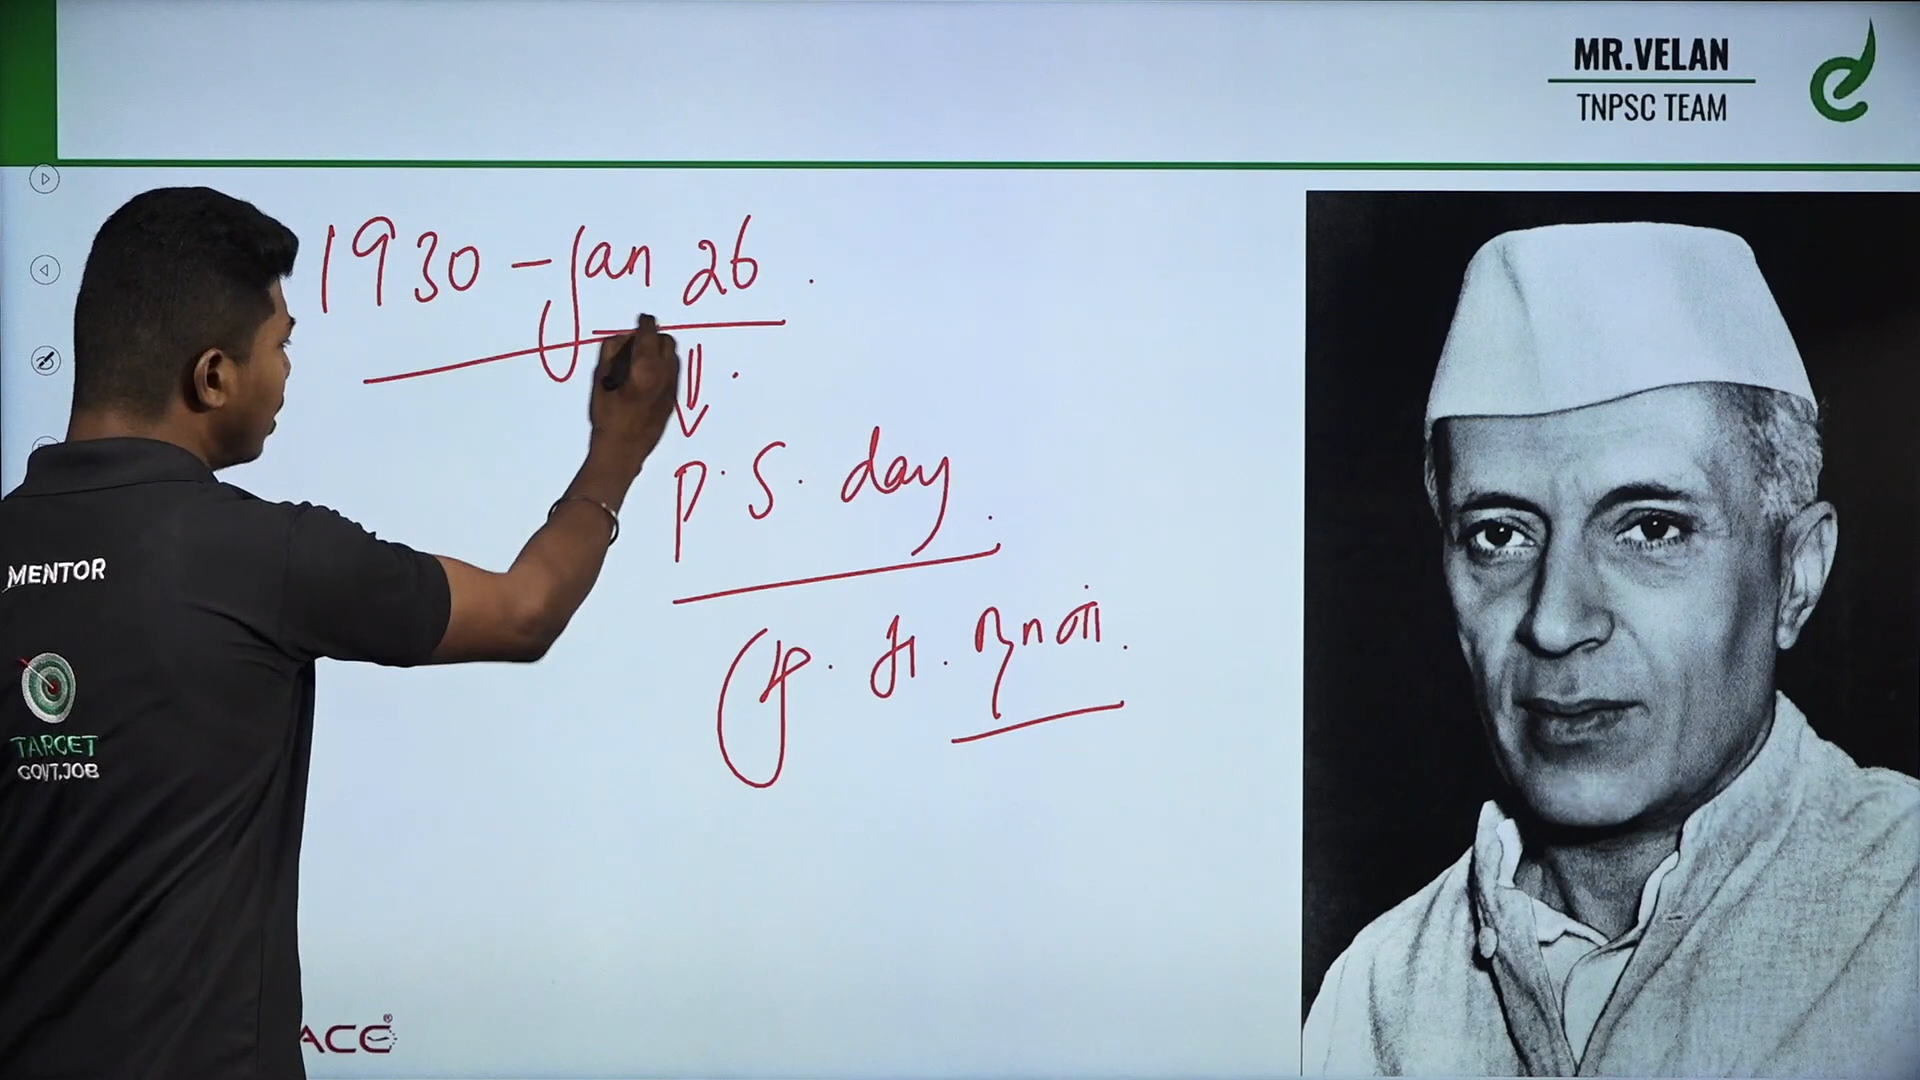 MR.VELAN
TNPSC TEAM
1930 - Jan 26.
P. S. day.
மு. சு. நாள்.
MENTOR
TARGET
GOVT.JOB
ACE